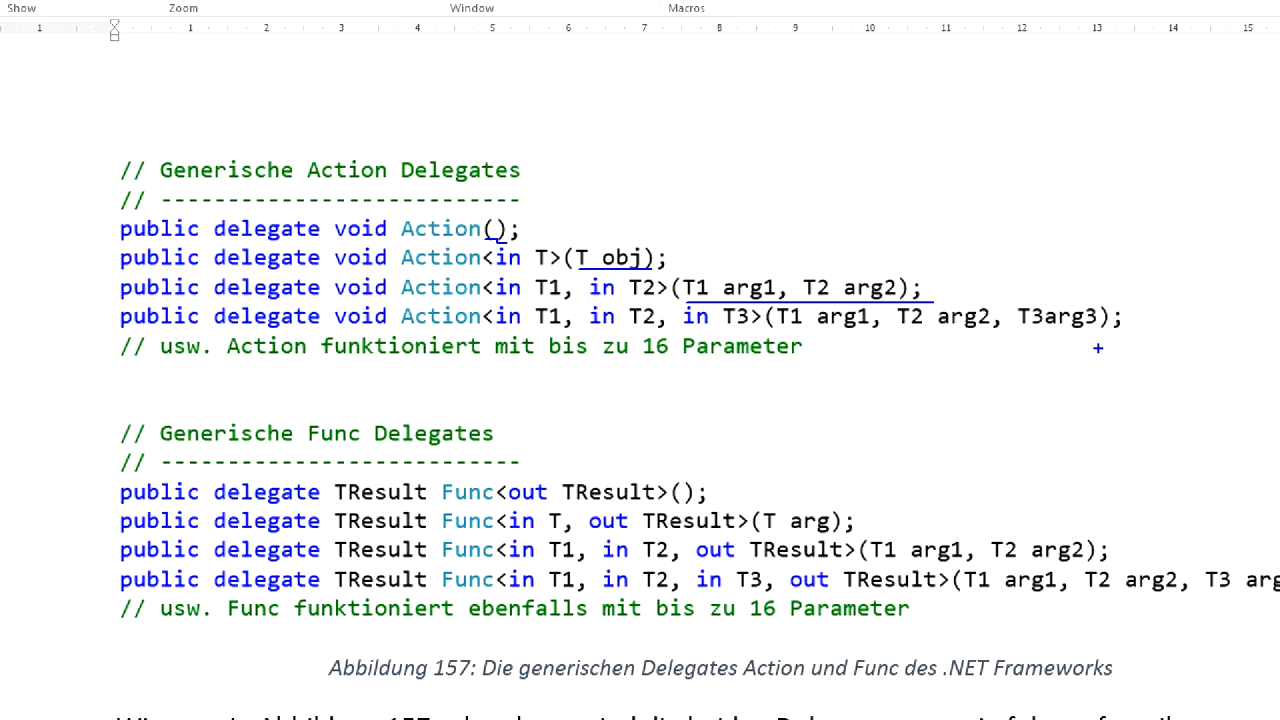 Show Zoom Window Macros
1 1 2 3 4 5 6 7 8 9 10 11 12 13 14 15
// Generische Action Delegates
// ---------------------------
public delegate void Action();
public delegate void Action<in T>(T obj);
public delegate void Action<in T1, in T2>(T1 arg1, T2 arg2);
public delegate void Action<in T1, in T2, in T3>(T1 arg1, T2 arg2, T3arg3);
// usw. Action funktioniert mit bis zu 16 Parameter
// Generische Func Delegates
// ---------------------------
public delegate TResult Func<out TResult>();
public delegate TResult Func<in T, out TResult>(T arg);
public delegate TResult Func<in T1, in T2, out TResult>(T1 arg1, T2 arg2);
public delegate TResult Func<in T1, in T2, in T3, out TResult>(T1 arg1, T2 arg2, T3 arg
// usw. Func funktioniert ebenfalls mit bis zu 16 Parameter
Abbildung 157: Die generischen Delegates Action und Func des .NET Frameworks